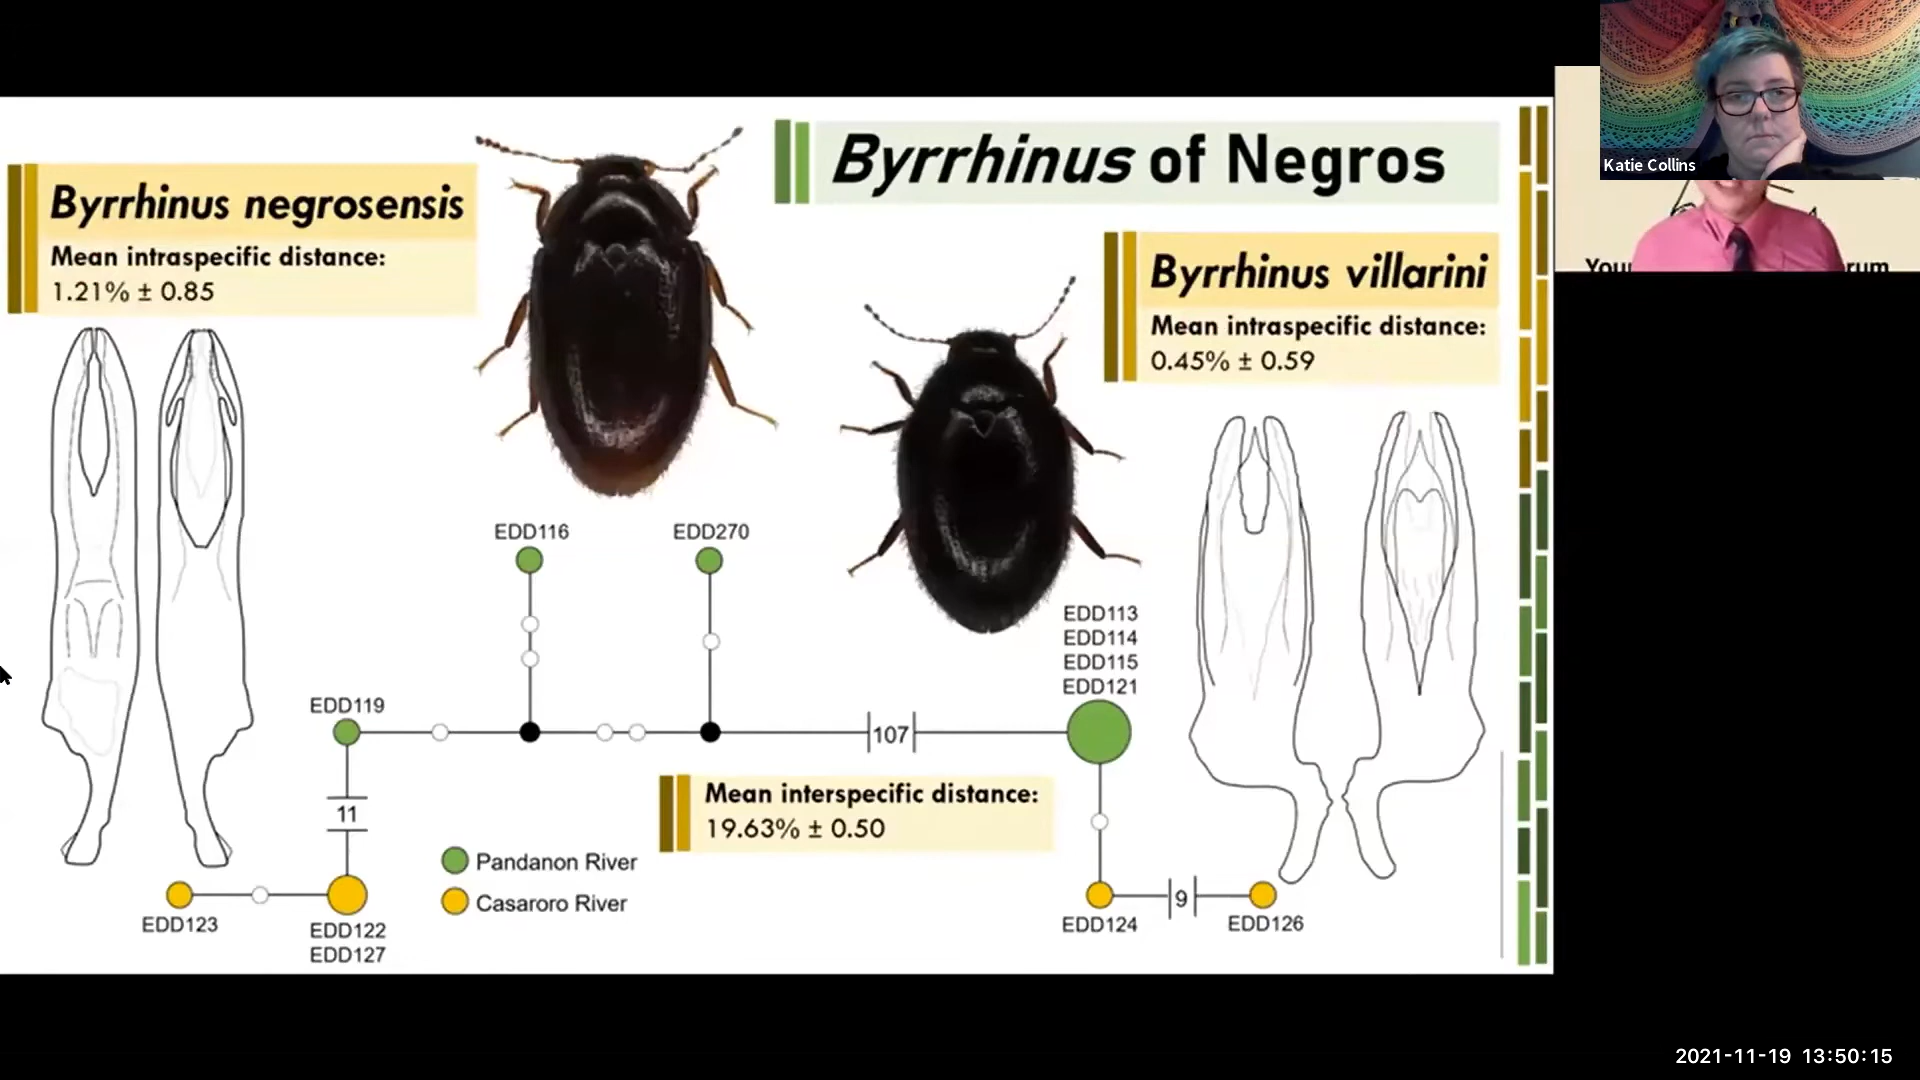 Byrrhinus of Negros
Byrrhinus negrosensis
Mean intraspecific distance:
1.21% ± 0.85
Byrrhinus villarini
Mean intraspecific distance:
0.45% ± 0.59
EDD116
EDD270
EDD113
EDD114
EDD115
EDD121
EDD119
107
11
Mean interspecific distance:
19.63% ± 0.50
Pandanon River
Casaroro River
EDD123
EDD122
EDD127
EDD124
9
EDD126
Katie Collins
2021-11-19 13:50:15